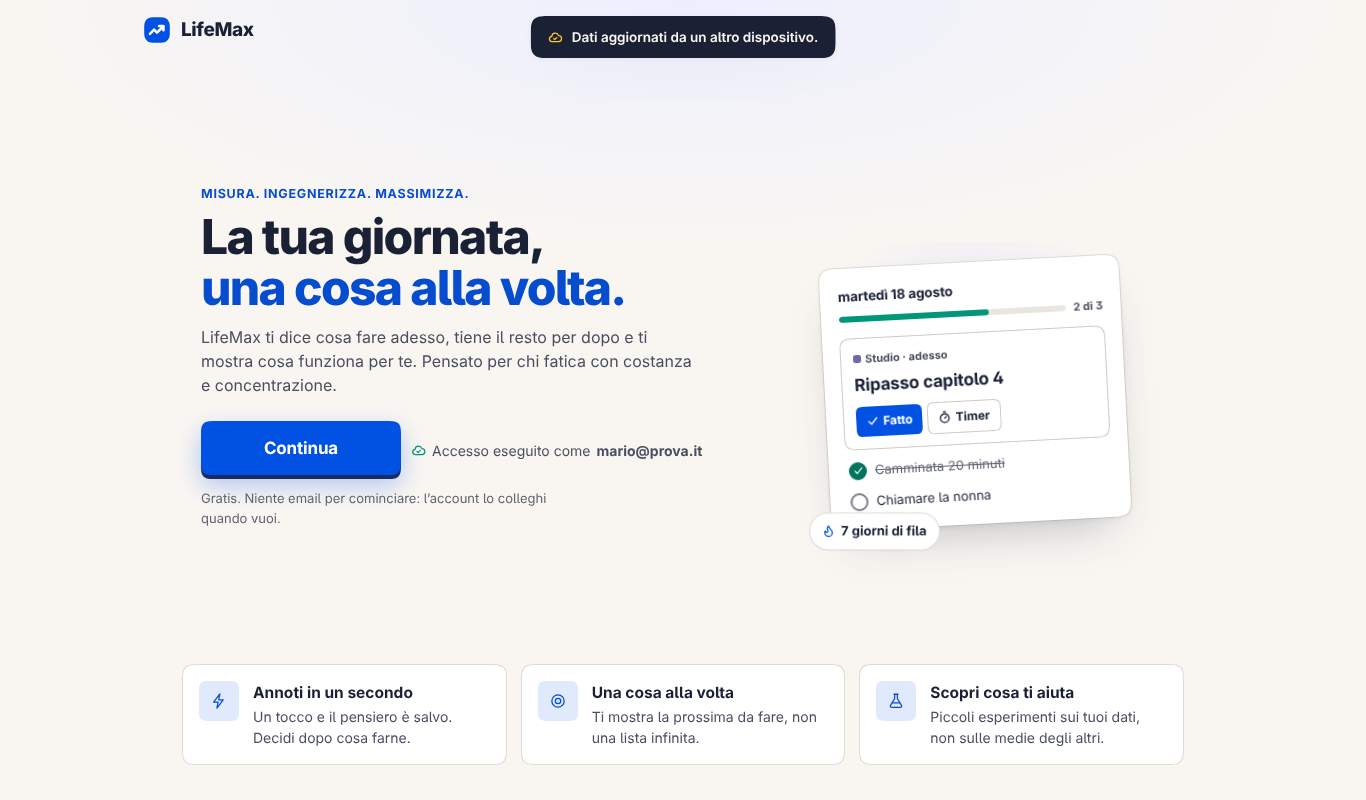 LifeMax
Dati aggiornati da un altro dispositivo.
MISURA. INGEGNERIZZA. MASSIMIZZA.
La tua giornata,
una cosa alla volta.
LifeMax ti dice cosa fare adesso, tiene il resto per dopo e ti
mostra cosa funziona per te. Pensato per chi fatica con costanza
e concentrazione.
Continua
Accesso eseguito come mario@prova.it
Gratis. Niente email per cominciare: l’account lo colleghi
quando vuoi.
martedì 18 agosto
2 di 3
Studio · adesso
Ripasso capitolo 4
Fatto
Timer
Camminata 20 minuti
Chiamare la nonna
7 giorni di fila
Annoti in un secondo
Un tocco e il pensiero è salvo.
Decidi dopo cosa farne.
Una cosa alla volta
Ti mostra la prossima da fare, non
una lista infinita.
Scopri cosa ti aiuta
Piccoli esperimenti sui tuoi dati,
non sulle medie degli altri.